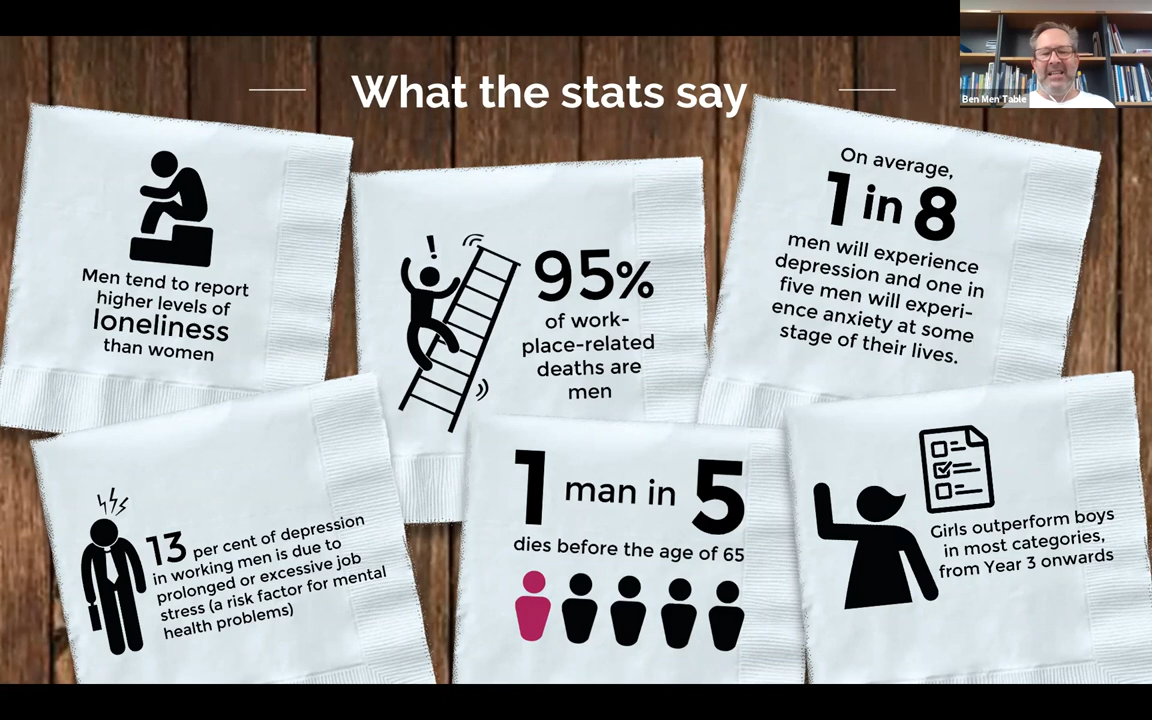 What the stats say
Ben Men'Table
Men tend to report
higher levels of
loneliness
than women
!
95%
of work-
place-related
deaths are
men
On average,
1 in 8
men will experience
depression and one in
five men will experi-
ence anxiety at some
stage of their lives.
13 per cent of depression
in working men is due to
prolonged or excessive job
stress (a risk factor for mental
health problems)
1 man in 5
dies before the age of 65
Girls outperform boys
in most categories,
from Year 3 onwards